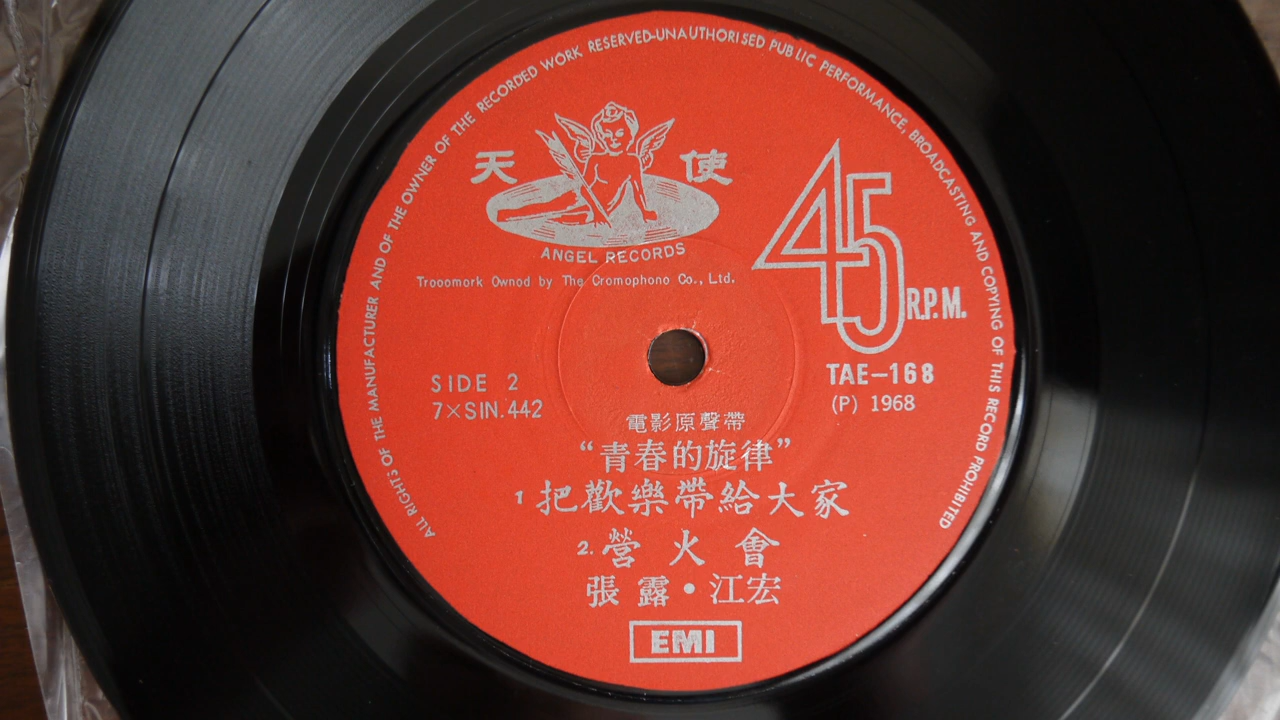 ALL RIGHTS OF THE MANUFACTURER AND OF THE OWNER OF THE RECORDED WORK RESERVED-UNAUTHORISED PUBLIC PERFORMANCE, BROADCASTING AND COPYING OF THIS RECORD PROHIBITED
天使
ANGEL RECORDS
Trooomork Ownod by The Cromophono Co., Ltd.
45 R.P.M.
TAE-168
(P) 1968
SIDE 2
7×SIN.442
電影原聲帶
“青春的旋律”
1 把歡樂帶給大家
2. 營火會
張露•江宏
EMI